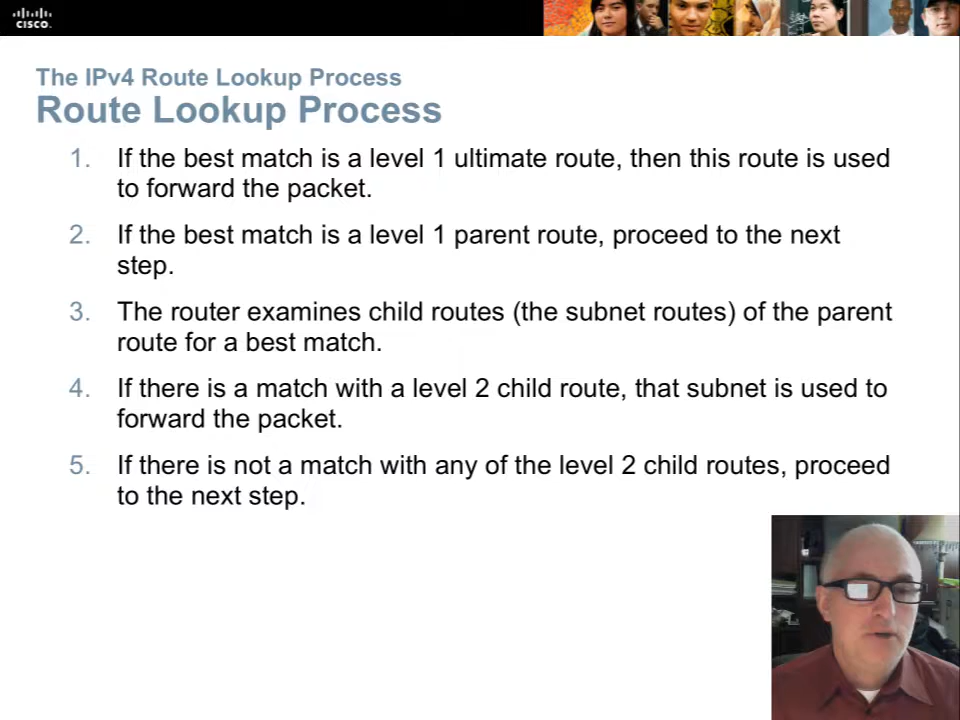 CISCO.
The IPv4 Route Lookup Process
Route Lookup Process
1. If the best match is a level 1 ultimate route, then this route is used
to forward the packet.
2. If the best match is a level 1 parent route, proceed to the next
step.
3. The router examines child routes (the subnet routes) of the parent
route for a best match.
4. If there is a match with a level 2 child route, that subnet is used to
forward the packet.
5. If there is not a match with any of the level 2 child routes, proceed
to the next step.